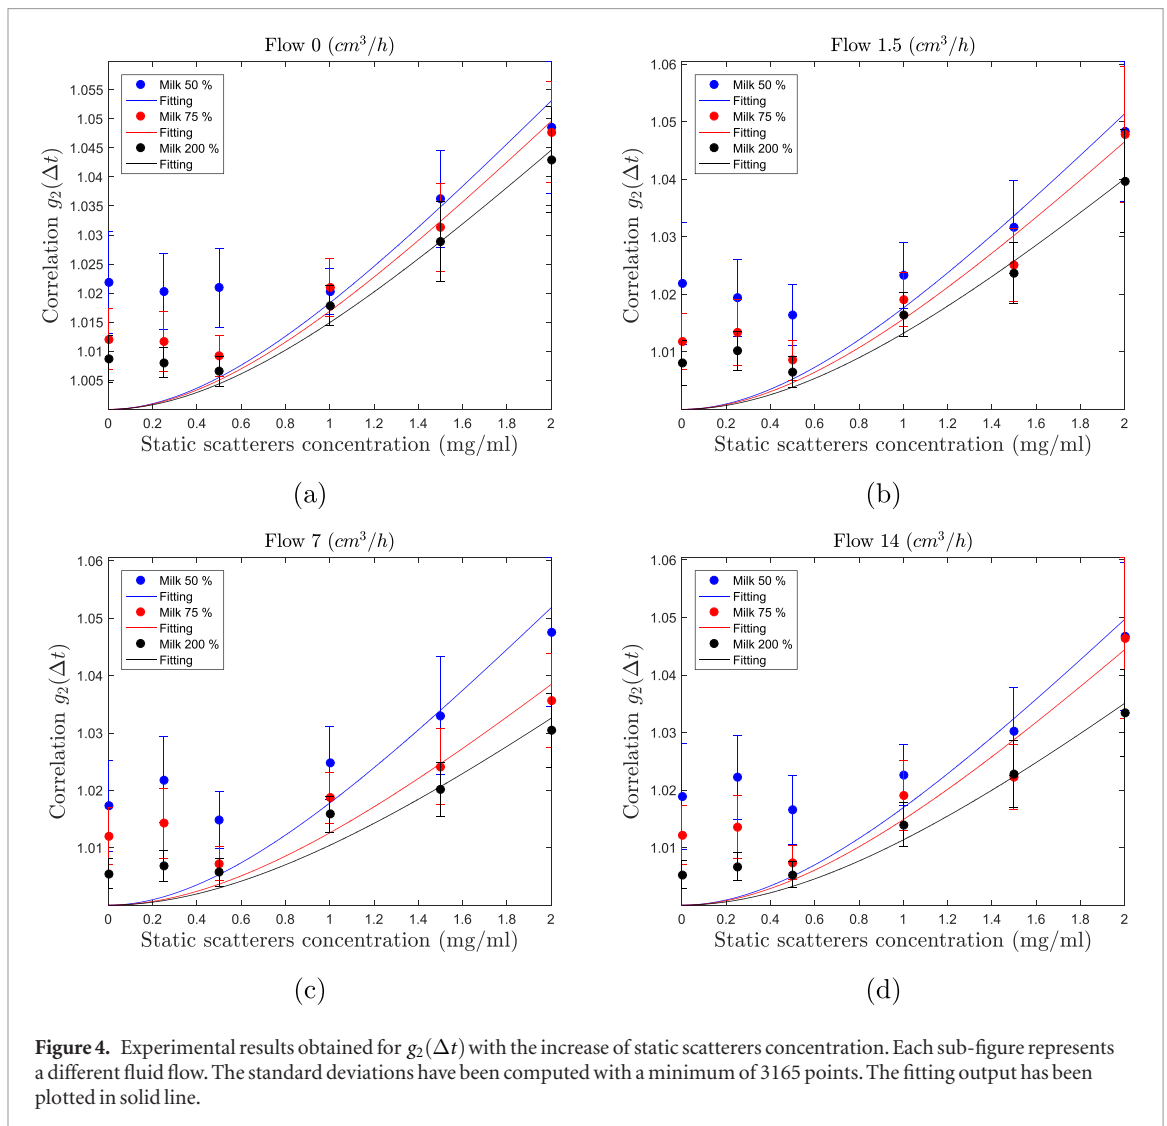 Flow 0 (cm³/h)
Milk 50 %
Fitting
Milk 75 %
Fitting
Milk 200 %
Fitting
Correlation g₂(Δt)
1.055
1.05
1.045
1.04
1.035
1.03
1.025
1.02
1.015
1.01
1.005
0 0.2 0.4 0.6 0.8 1 1.2 1.4 1.6 1.8 2
Static scatterers concentration (mg/ml)
(a)
Flow 1.5 (cm³/h)
Milk 50 %
Fitting
Milk 75 %
Fitting
Milk 200 %
Fitting
Correlation g₂(Δt)
1.06
1.05
1.04
1.03
1.02
1.01
0 0.2 0.4 0.6 0.8 1 1.2 1.4 1.6 1.8 2
Static scatterers concentration (mg/ml)
(b)
Flow 7 (cm³/h)
Milk 50 %
Fitting
Milk 75 %
Fitting
Milk 200 %
Fitting
Correlation g₂(Δt)
1.06
1.05
1.04
1.03
1.02
1.01
0 0.2 0.4 0.6 0.8 1 1.2 1.4 1.6 1.8 2
Static scatterers concentration (mg/ml)
(c)
Flow 14 (cm³/h)
Milk 50 %
Fitting
Milk 75 %
Fitting
Milk 200 %
Fitting
Correlation g₂(Δt)
1.06
1.05
1.04
1.03
1.02
1.01
0 0.2 0.4 0.6 0.8 1 1.2 1.4 1.6 1.8 2
Static scatterers concentration (mg/ml)
(d)
Figure 4. Experimental results obtained for g₂(Δt) with the increase of static scatterers concentration. Each sub-figure represents
a different fluid flow. The standard deviations have been computed with a minimum of 3165 points. The fitting output has been
plotted in solid line.